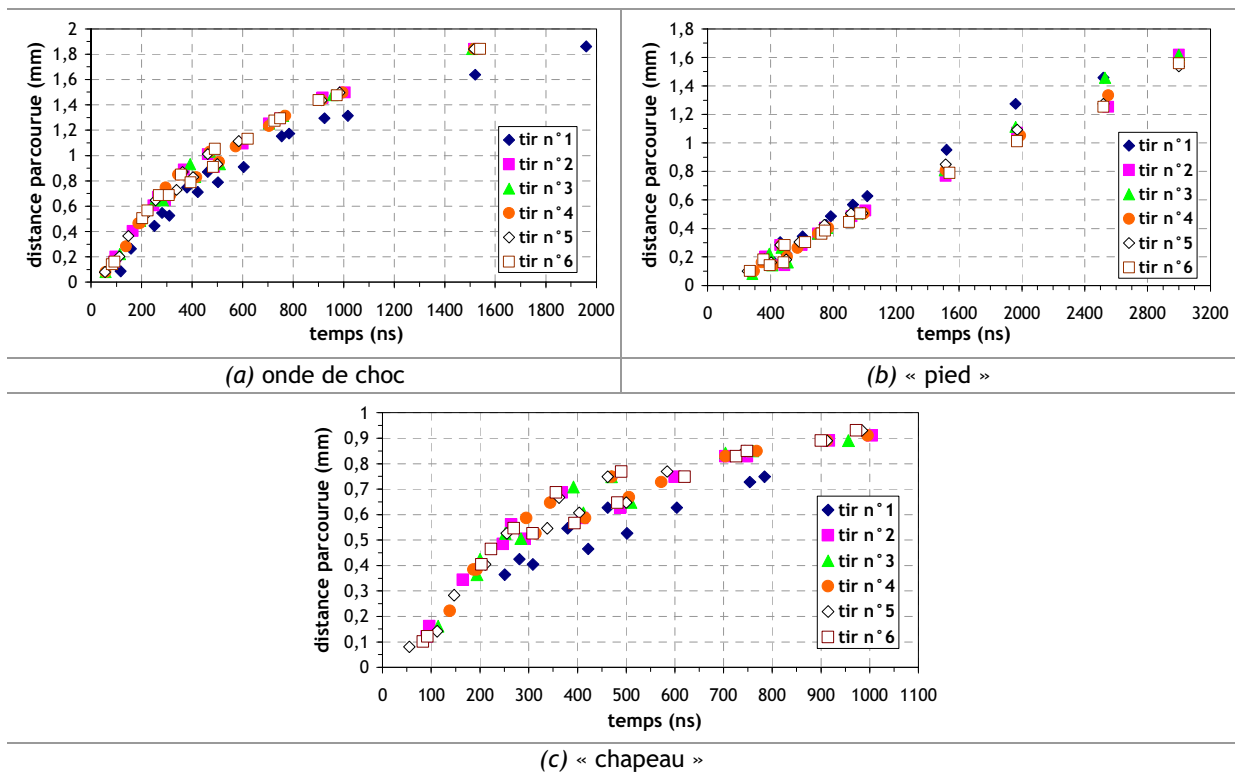 2
1,8
1,6
1,4
1,2
1
0,8
0,6
0,4
0,2
0
distance parcourue (mm)
0 200 400 600 800 1000 1200 1400 1600 1800 2000
temps (ns)
tir n°1
tir n°2
tir n°3
tir n°4
tir n°5
tir n°6
1,8
1,6
1,4
1,2
1
0,8
0,6
0,4
0,2
0
distance parcourue (mm)
0 400 800 1200 1600 2000 2400 2800 3200
temps (ns)
tir n°1
tir n°2
tir n°3
tir n°4
tir n°5
tir n°6
(a) onde de choc
(b) « pied »
1
0,9
0,8
0,7
0,6
0,5
0,4
0,3
0,2
0,1
0
distance parcourue (mm)
0 100 200 300 400 500 600 700 800 900 1000 1100
temps (ns)
tir n°1
tir n°2
tir n°3
tir n°4
tir n°5
tir n°6
(c) « chapeau »